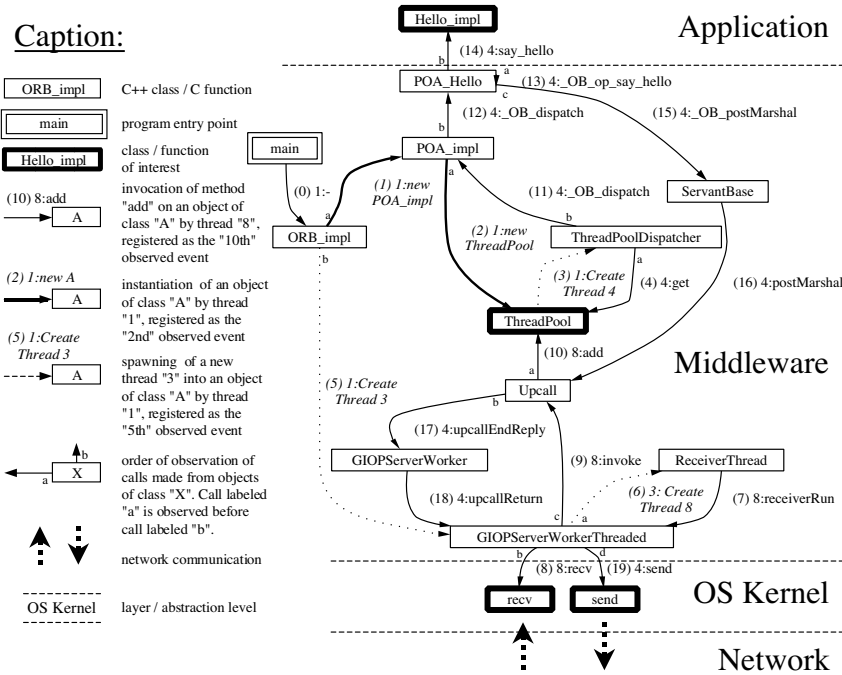 Caption:
ORB_impl
C++ class / C function
main
program entry point
Hello_impl
class / function
of interest
(10) 8:add
A
invocation of method
"add" on an object of
class "A" by thread "8",
registered as the "10th"
observed event
(2) 1:new A
A
instantiation of an object
of class "A" by thread
"1", registered as the
"2nd" observed event
(5) 1:Create
Thread 3
A
spawning of a new
thread "3" into an object
of class "A" by thread
"1", registered as the
"5th" observed event
b
a
X
order of observation of
calls made from objects
of class "X". Call labeled
"a" is observed before
call labeled "b".
network communication
OS Kernel
layer / abstraction level
Hello_impl
Application
(14) 4:say_hello
b
a
POA_Hello
(13) 4:_OB_op_say_hello
c
(12) 4:_OB_dispatch
(15) 4:_OB_postMarshal
b
main
POA_impl
a
(1) 1:new
POA_impl
(0) 1:-
(11) 4:_OB_dispatch
ServantBase
a
ORB_impl
b
(2) 1:new
ThreadPool
b
ThreadPoolDispatcher
a
(3) 1:Create
Thread 4
(4) 4:get
(16) 4:postMarshal
ThreadPool
(10) 8:add
Middleware
a
Upcall
b
(5) 1:Create
Thread 3
(17) 4:upcallEndReply
GIOPServerWorker
(9) 8:invoke
ReceiverThread
(18) 4:upcallReturn
(6) 3: Create
Thread 8
(7) 8:receiverRun
c
a
GIOPServerWorkerThreaded
b
d
(8) 8:recv
(19) 4:send
recv
send
OS Kernel
Network